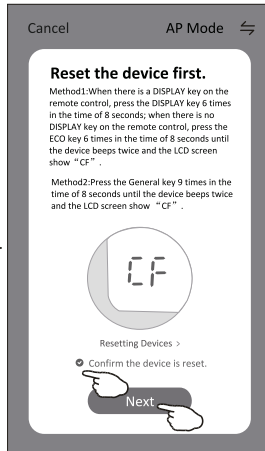 Cancel AP Mode
Reset the device first.
Method1:When there is a DISPLAY key on the
remote control, press the DISPLAY key 6 times
in the time of 8 seconds; when there is no
DISPLAY key on the remote control, press the
ECO key 6 times in the time of 8 seconds until
the device beeps twice and the LCD screen
show “CF”.
Method2:Press the General key 9 times in the
time of 8 seconds until the device beeps twice
and the LCD screen show “CF”.
CF
Resetting Devices >
Confirm the device is reset.
Next